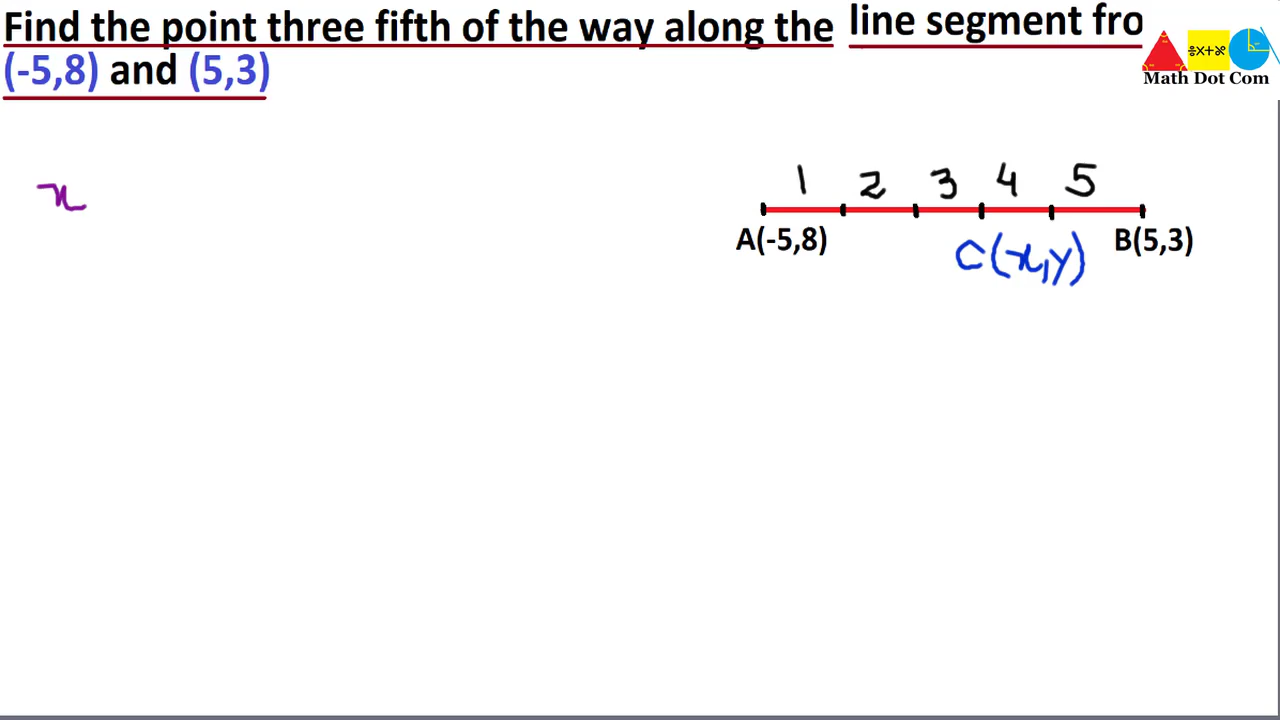 Find the point three fifth of the way along the line segment fro
(-5,8) and (5,3)
÷x+
Math Dot Com
x
1 2 3 4 5
A(-5,8) C(x,y) B(5,3)